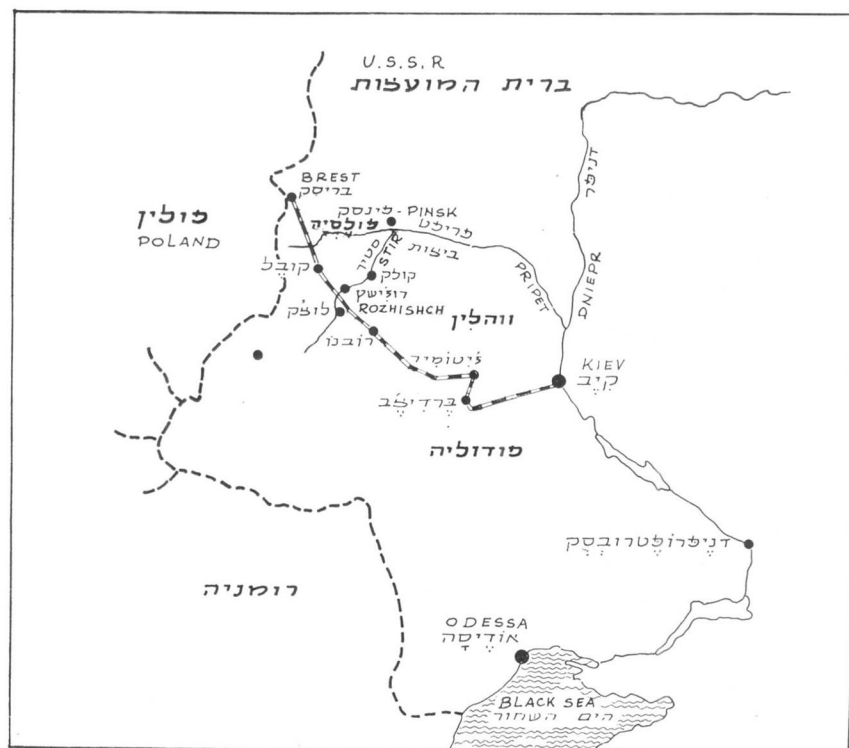 U.S.S.R
ברית המועצות
BREST
בריסק
פינסק - PINSK
פולין
POLAND
פולסיה
פריפט
ביצות
סטיר
STIR
דניפר
DNIEPR
PRIPET
קובל
קולק
רוז'ישץ
ROZHISHCH
לוצק
רובנו
ווהלין
ז'יטומיר
KIEV
קייב
ברדיצ'ב
פודוליה
דניפרופטרובסק
רומניה
ODESSA
אודיסה
BLACK SEA
הים השחור